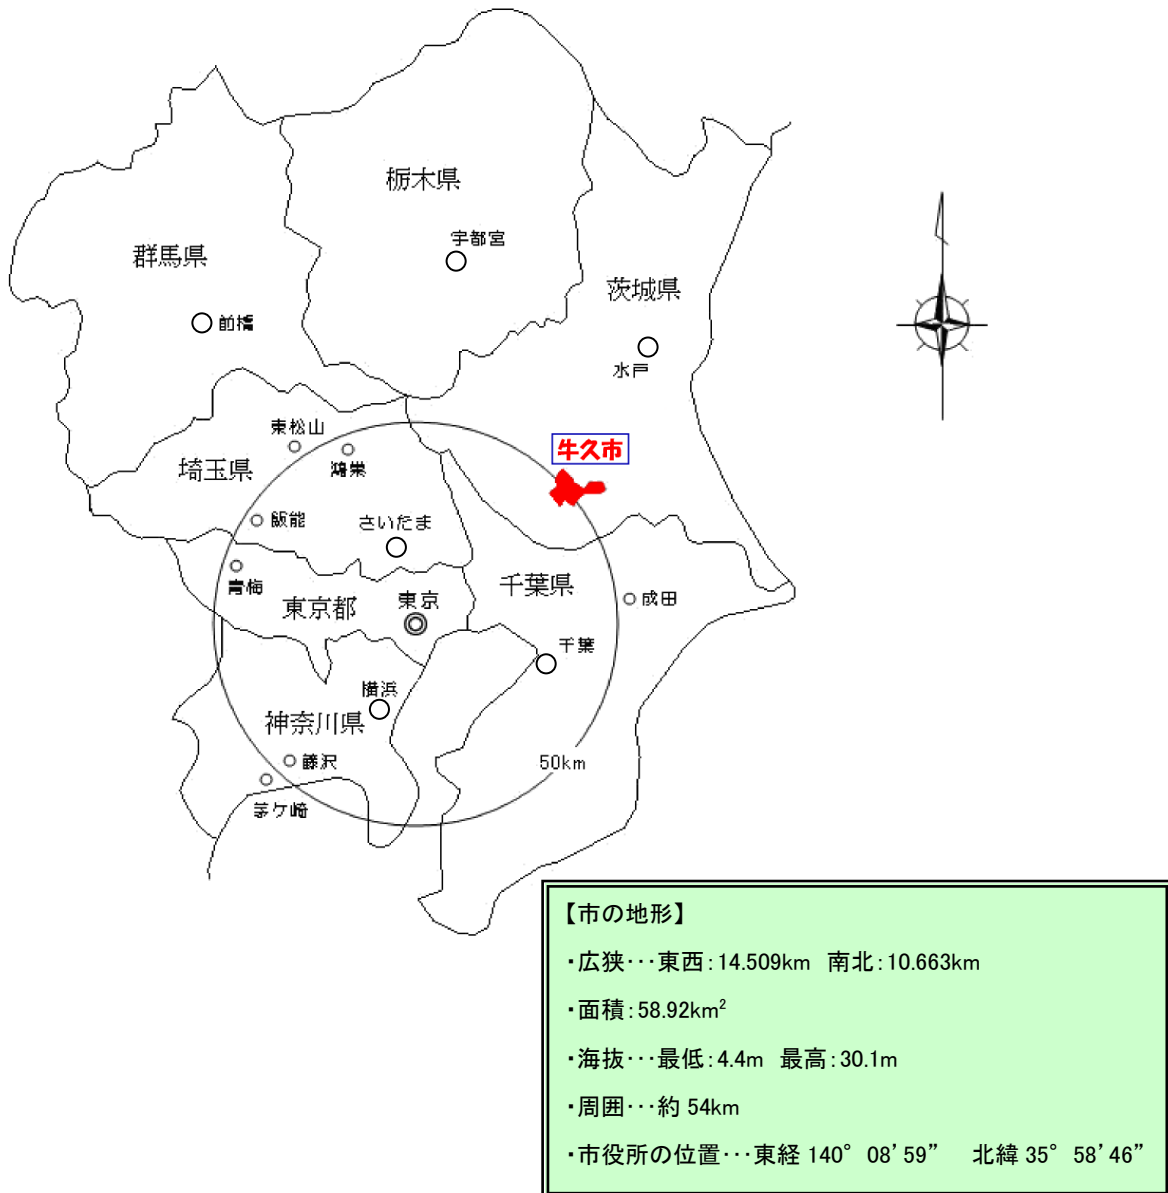 栃木県
宇都宮
群馬県
茨城県
前橋
水戸
東松山
牛久市
鴻巣
埼玉県
飯能
さいたま
青梅
千葉県
東京都
東京
成田
千葉
横浜
神奈川県
藤沢
50km
茅ケ崎
【市の地形】
・広狭…東西：14.509km 南北：10.663km
・面積：58.92km²
・海抜…最低：4.4m 最高：30.1m
・周囲…約 54km
・市役所の位置…東経 140°08’59” 北緯 35°58’46”